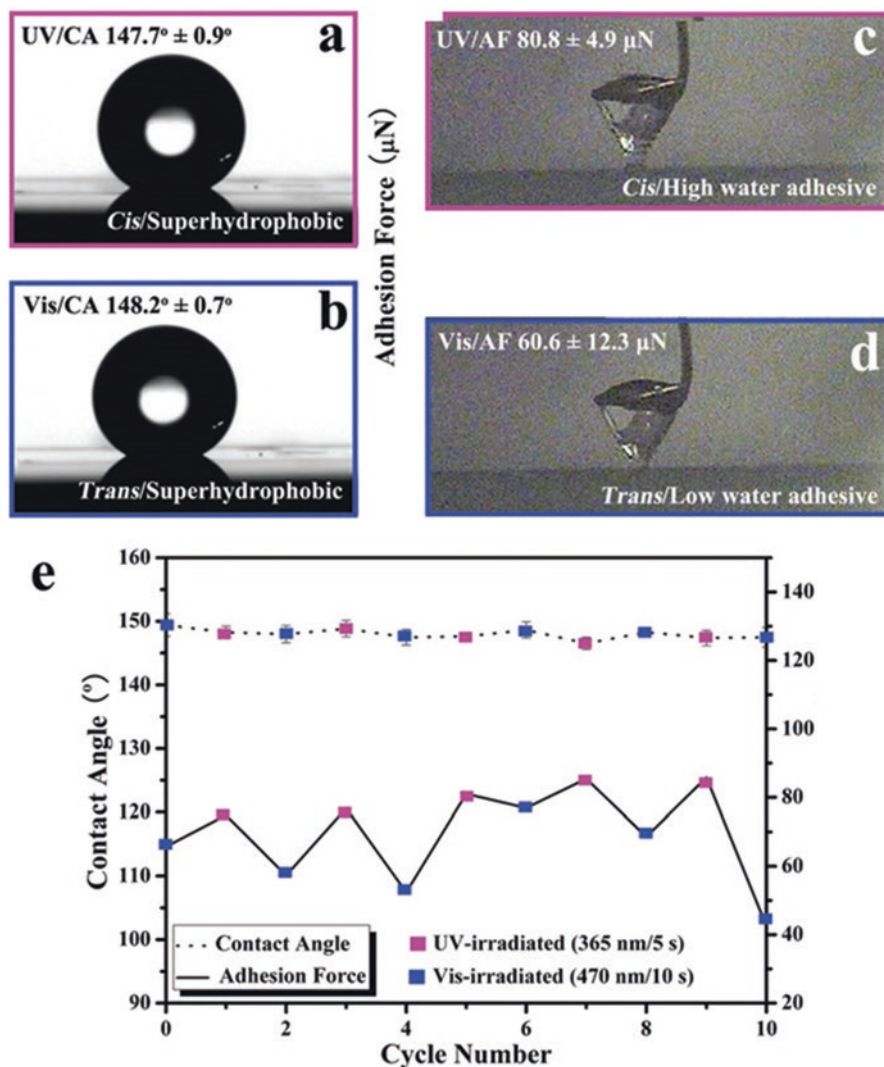 UV/CA 147.7° ± 0.9°
a
Cis/Superhydrophobic
Vis/CA 148.2° ± 0.7°
b
Trans/Superhydrophobic
Adhesion Force (μN)
UV/AF 80.8 ± 4.9 μN
c
Cis/High water adhesive
Vis/AF 60.6 ± 12.3 μN
d
Trans/Low water adhesive
e
160
150
140
130
120
110
100
90
Contact Angle (°)
140
120
100
80
60
40
20
Contact Angle
Adhesion Force
UV-irradiated (365 nm/5 s)
Vis-irradiated (470 nm/10 s)
0 2 4 6 8 10
Cycle Number